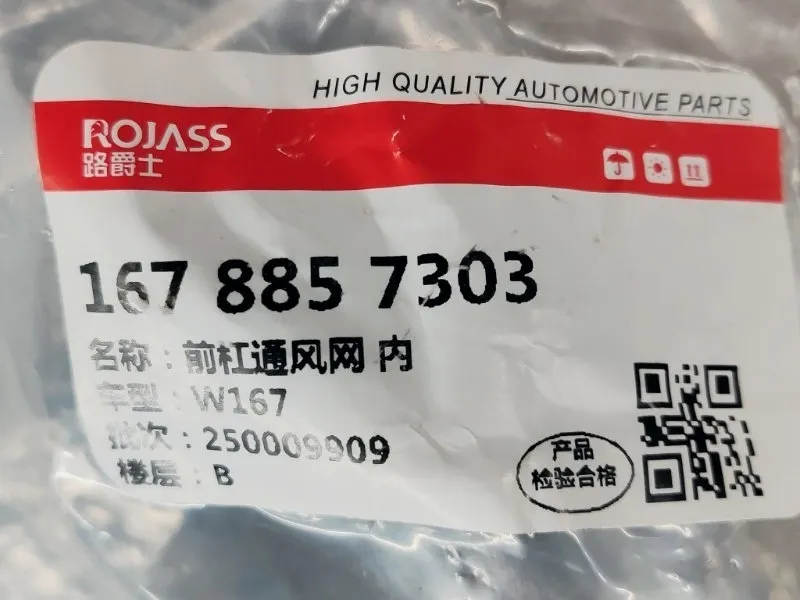 HIGH QUALITY AUTOMOTIVE PARTS
ROJASS
路爵士
167 885 7303
名称：前杠通风网 内
车型：W167
批次：250009909
楼层：B
产品
检验合格